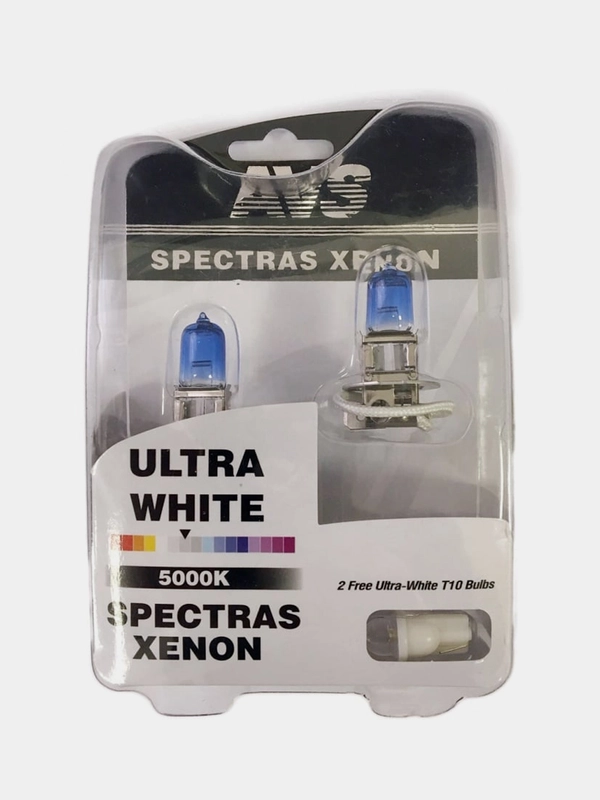 AVS
SPECTRAS XENON
ULTRA
WHITE
5000K
SPECTRAS
XENON
2 Free Ultra-White T10 Bulbs